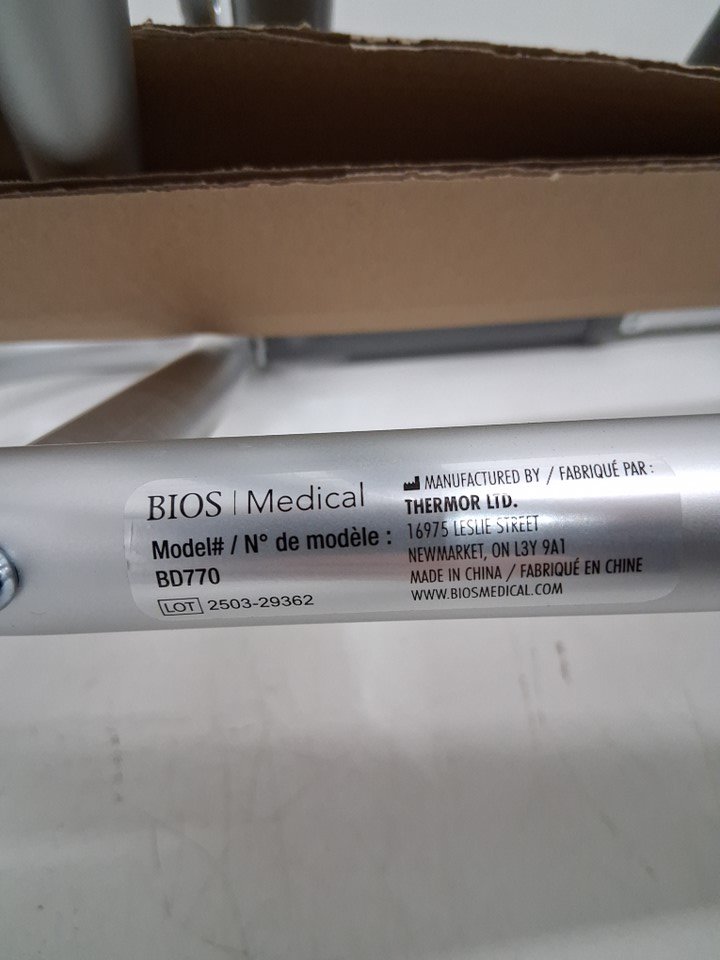 BIOS | Medical
Model# / N° de modèle :
BD770
LOT 2503-29362
MANUFACTURED BY / FABRIQUÉ PAR :
THERMOR LTD.
16975 LESLIE STREET
NEWMARKET, ON L3Y 9A1
MADE IN CHINA / FABRIQUÉ EN CHINE
WWW.BIOSMEDICAL.COM